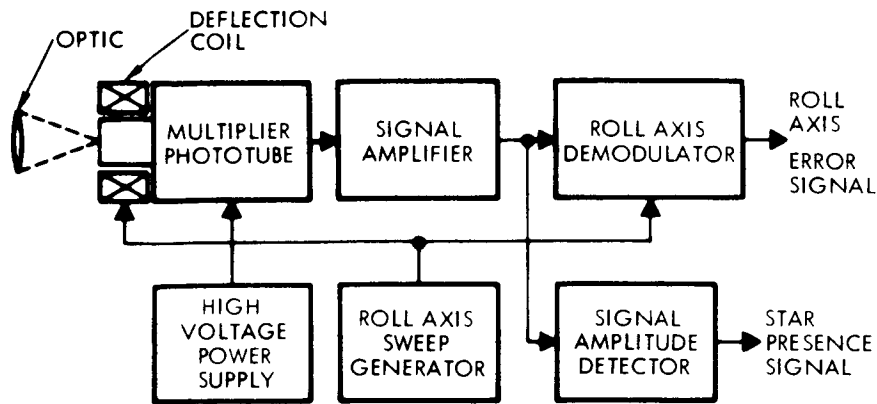 OPTIC
DEFLECTION
COIL
MULTIPLIER
PHOTOTUBE
SIGNAL
AMPLIFIER
ROLL AXIS
DEMODULATOR
ROLL
AXIS
ERROR
SIGNAL
HIGH
VOLTAGE
POWER
SUPPLY
ROLL AXIS
SWEEP
GENERATOR
SIGNAL
AMPLITUDE
DETECTOR
STAR
PRESENCE
SIGNAL